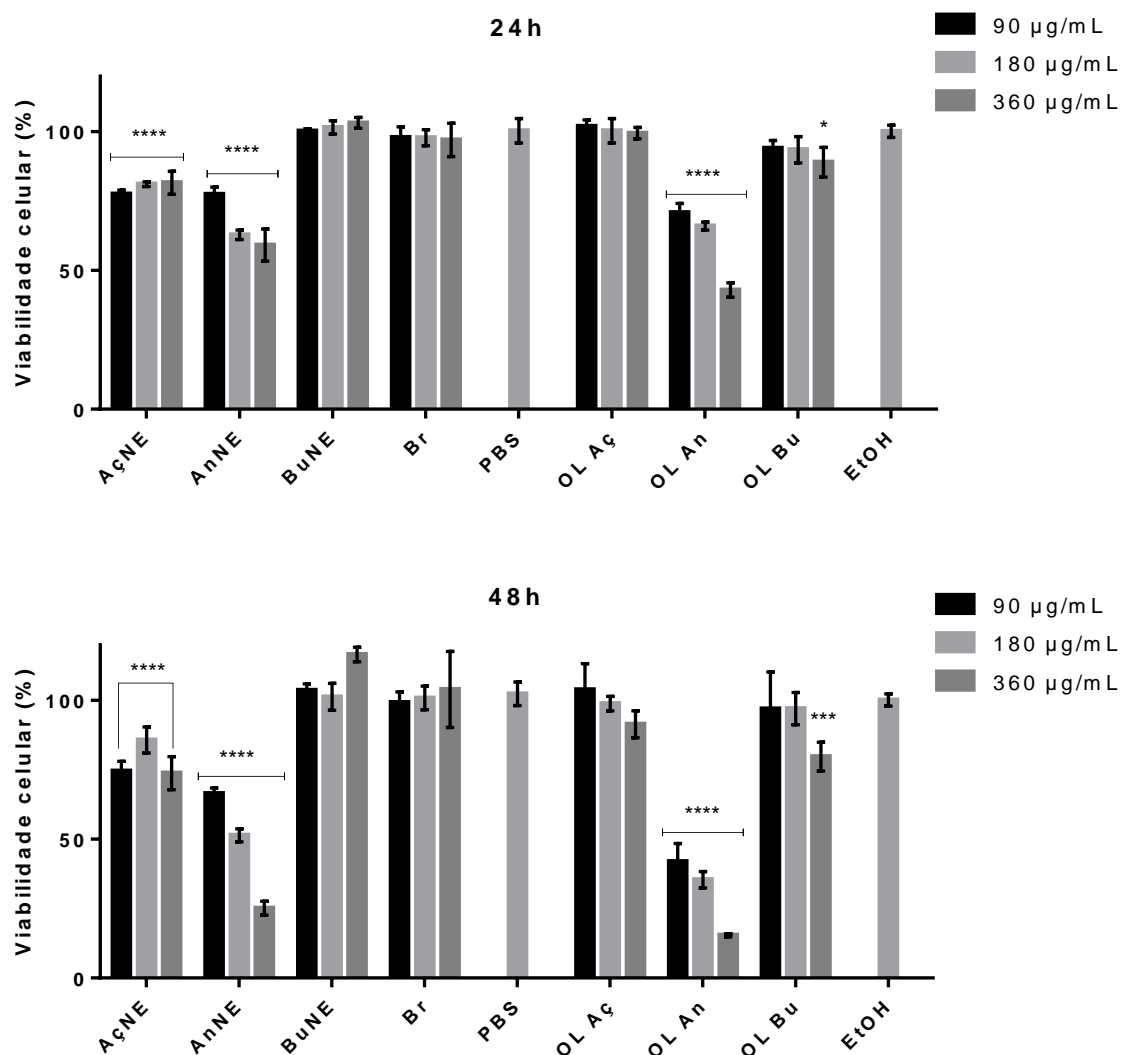 24h
90 µg/mL
180 µg/mL
360 µg/mL
Viabilidade celular (%)
100
50
0
****
****
****
*
AçNE
AnNE
BuNE
Br
PBS
OL Aç
OL An
OL Bu
EtOH
48h
90 µg/mL
180 µg/mL
360 µg/mL
Viabilidade celular (%)
100
50
0
****
****
****
***
AçNE
AnNE
BuNE
Br
PBS
OL Aç
OL An
OL Bu
EtOH